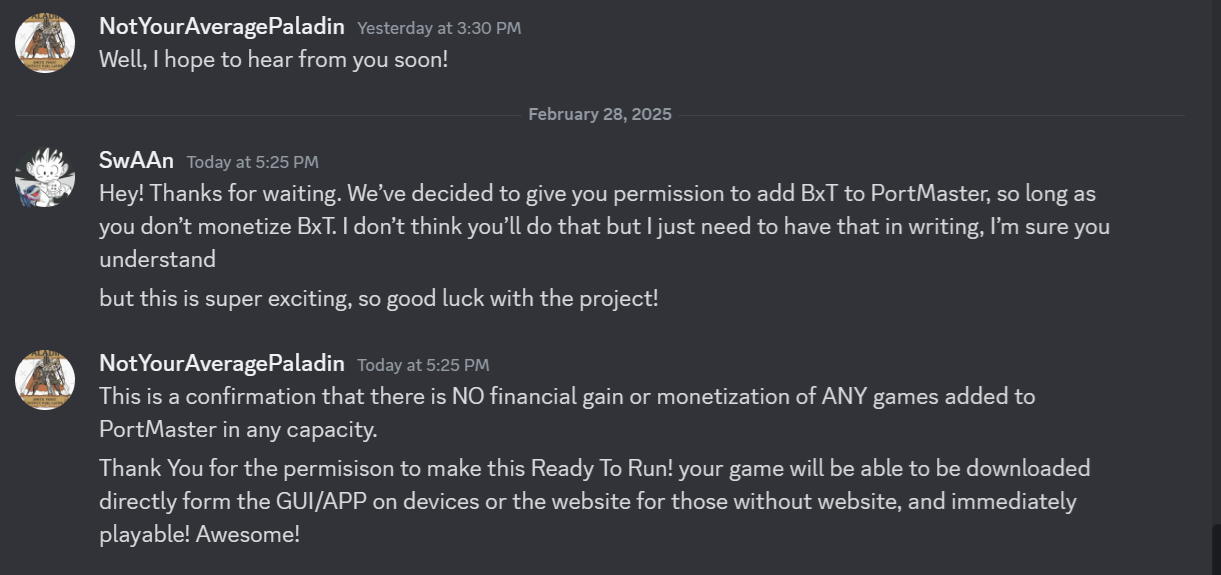 NotYourAveragePaladin Yesterday at 3:30 PM
Well, I hope to hear from you soon!
February 28, 2025
SwAAn Today at 5:25 PM
Hey! Thanks for waiting. We've decided to give you permission to add BxT to PortMaster, so long as
you don't monetize BxT. I don't think you'll do that but I just need to have that in writing, I'm sure you
understand
but this is super exciting, so good luck with the project!
NotYourAveragePaladin Today at 5:25 PM
This is a confirmation that there is NO financial gain or monetization of ANY games added to
PortMaster in any capacity.
Thank You for the permisison to make this Ready To Run! your game will be able to be downloaded
directly form the GUI/APP on devices or the website for those without website, and immediately
playable! Awesome!